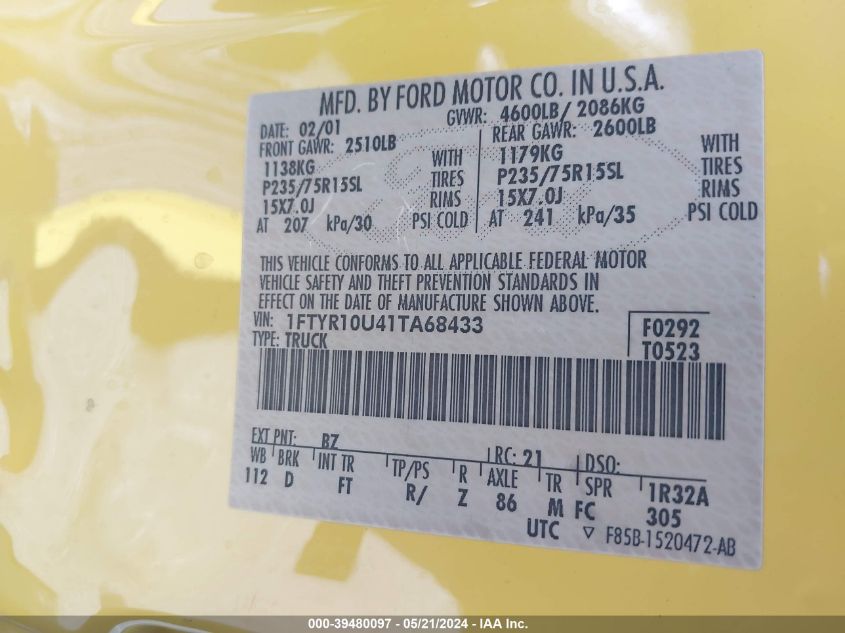 MFD. BY FORD MOTOR CO. IN U.S.A.
DATE: 02/01 GVWR: 4600LB/ 2086KG
FRONT GAWR: 2510LB REAR GAWR: 2600LB
1138KG WITH 1179KG WITH
P235/75R15SL TIRES P235/75R15SL TIRES
15X7.0J RIMS 15X7.0J RIMS
AT 207 kPa/30 PSI COLD AT 241 kPa/35 PSI COLD
THIS VEHICLE CONFORMS TO ALL APPLICABLE FEDERAL MOTOR
VEHICLE SAFETY AND THEFT PREVENTION STANDARDS IN
EFFECT ON THE DATE OF MANUFACTURE SHOWN ABOVE.
VIN: 1FTYR10U41TA68433 F0292
TYPE: TRUCK T0523
EXT PNT: BZ RC: 21 DSO:
WB BRK INT TR TP/PS R AXLE TR SPR 1R32A
112 D FT R/ Z 86 M FC 305
UTC ▽ F85B-1520472-AB
000-39480097 - 05/21/2024 - IAA Inc.